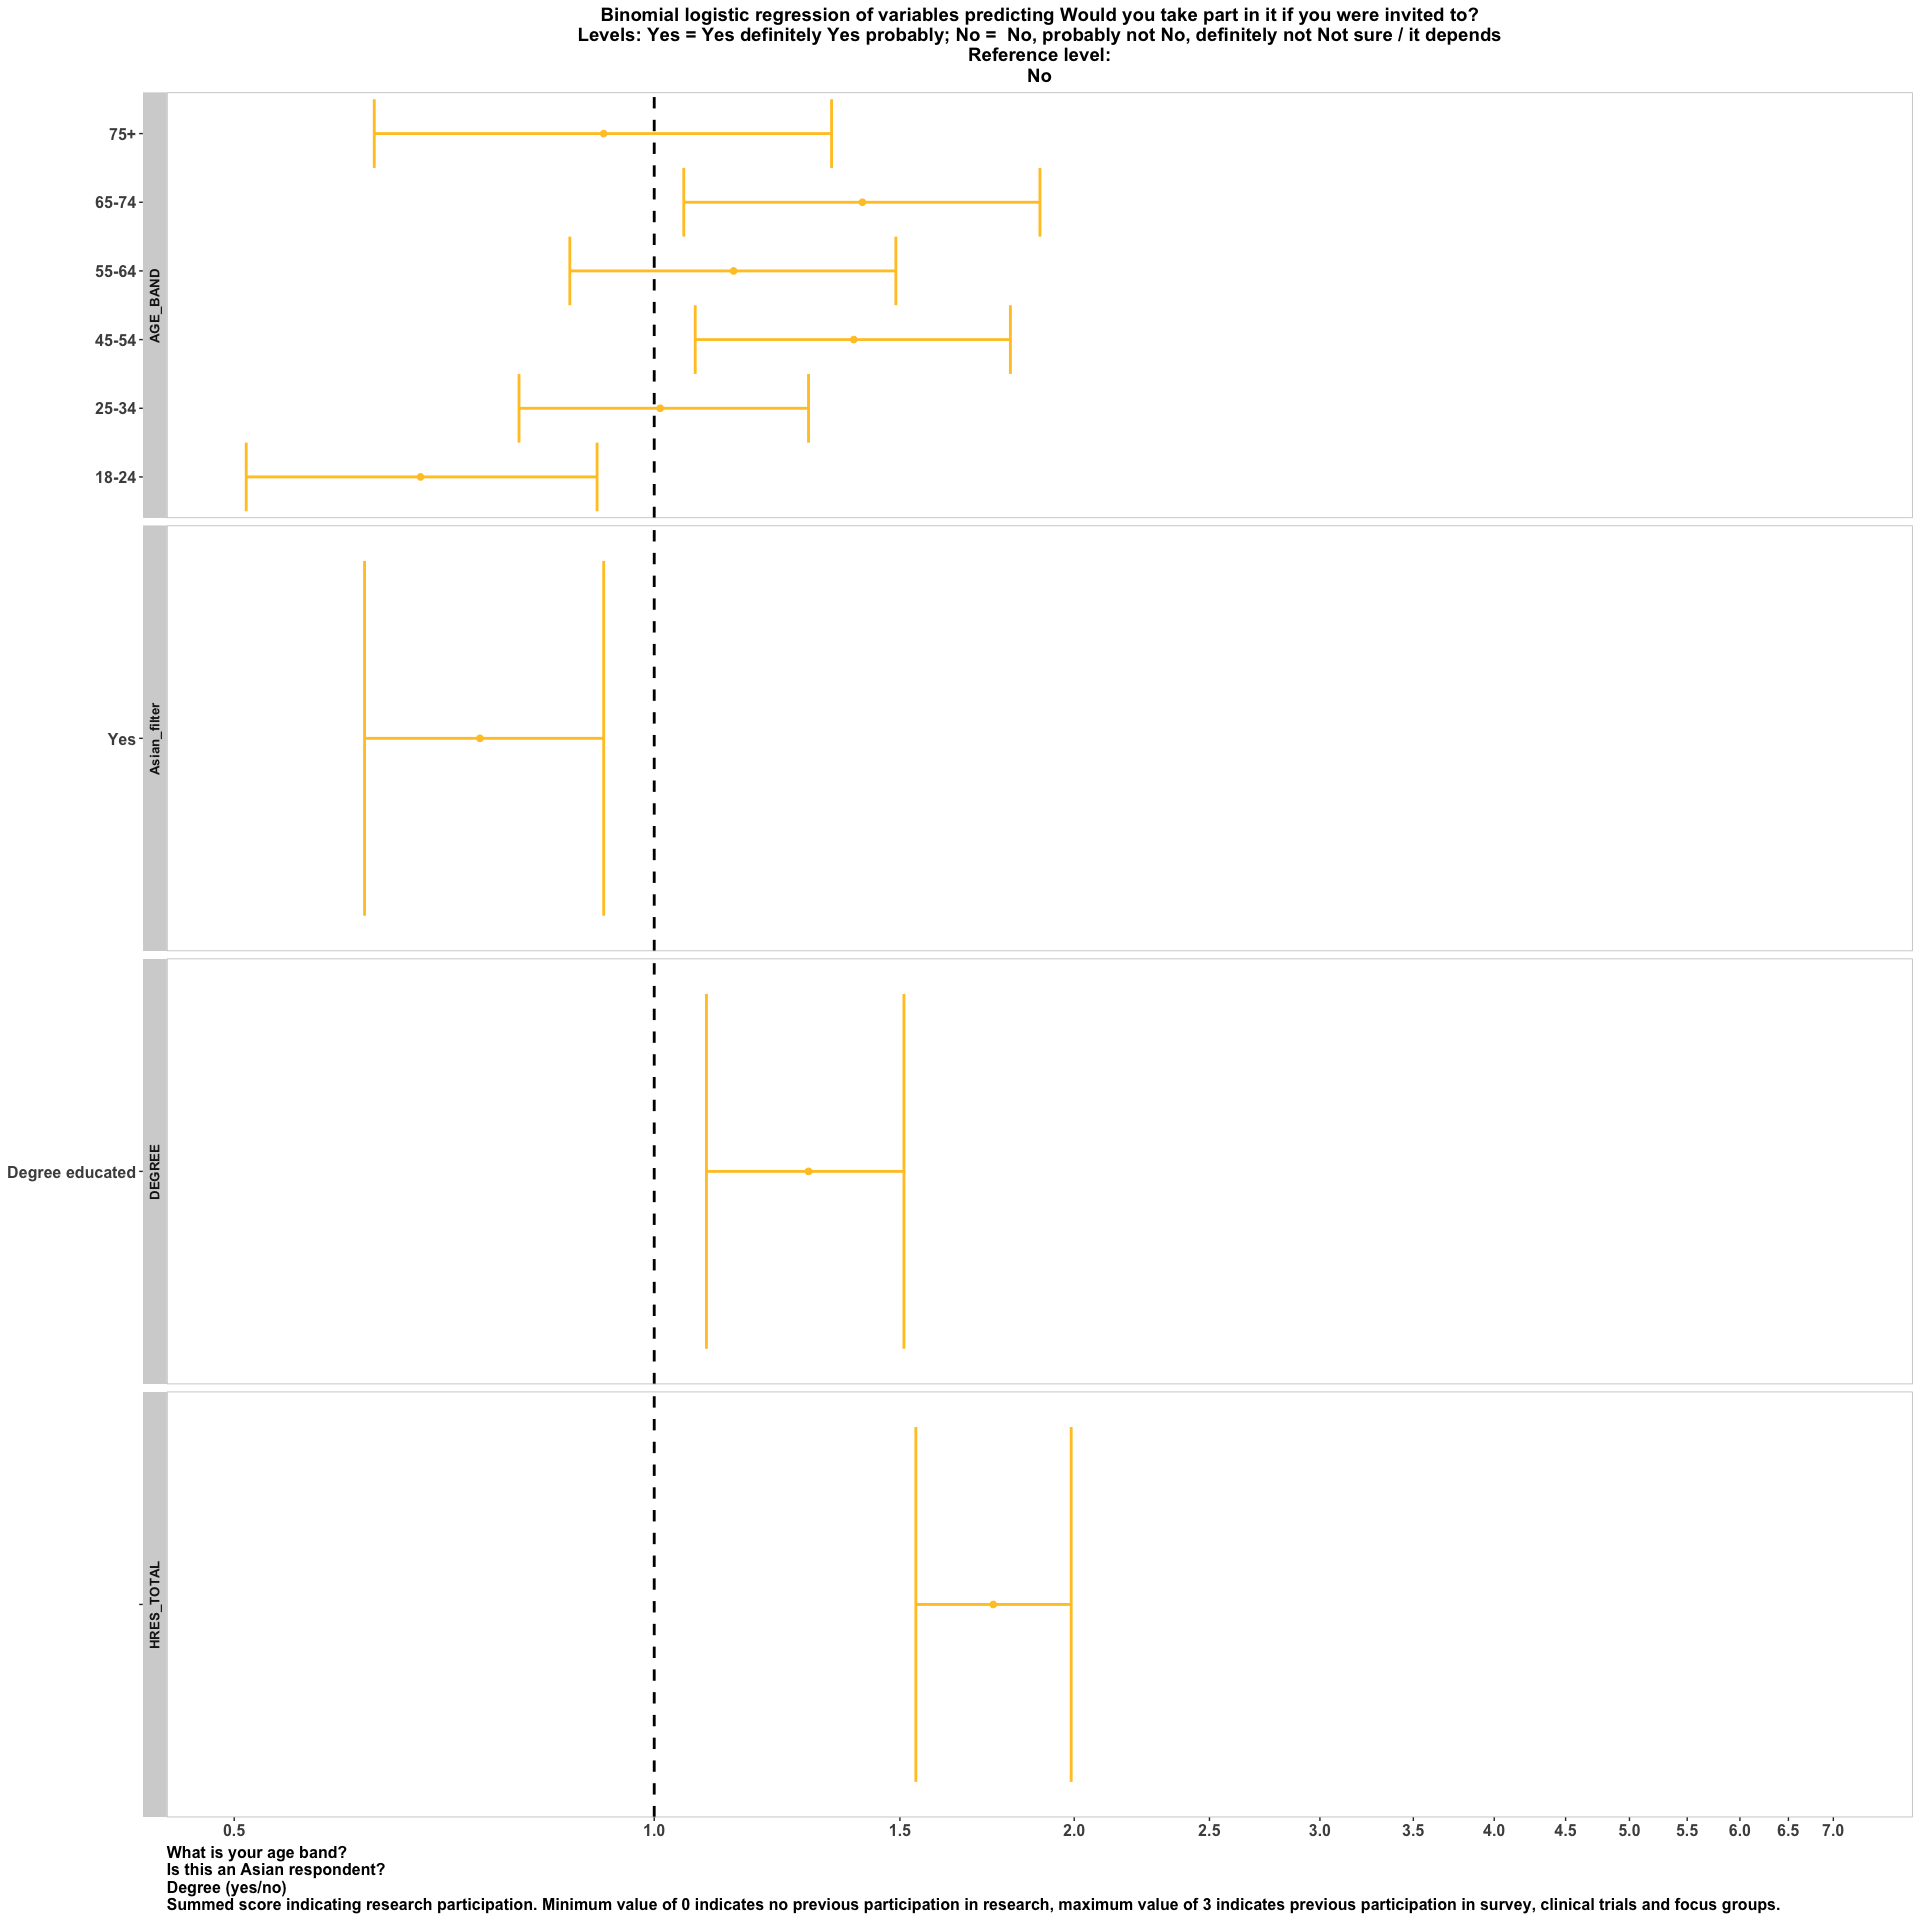 Binomial logistic regression of variables predicting Would you take part in it if you were invited to?
Levels: Yes = Yes definitely Yes probably; No =  No, probably not No, definitely not Not sure / it depends
Reference level:
No
AGE_BAND
75+
65-74
55-64
45-54
25-34
18-24
Asian_filter
Yes
DEGREE
Degree educated
HRES_TOTAL
0.5 1.0 1.5 2.0 2.5 3.0 3.5 4.0 4.5 5.0 5.5 6.0 6.5 7.0
What is your age band?
Is this an Asian respondent?
Degree (yes/no)
Summed score indicating research participation. Minimum value of 0 indicates no previous participation in research, maximum value of 3 indicates previous participation in survey, clinical trials and focus groups.